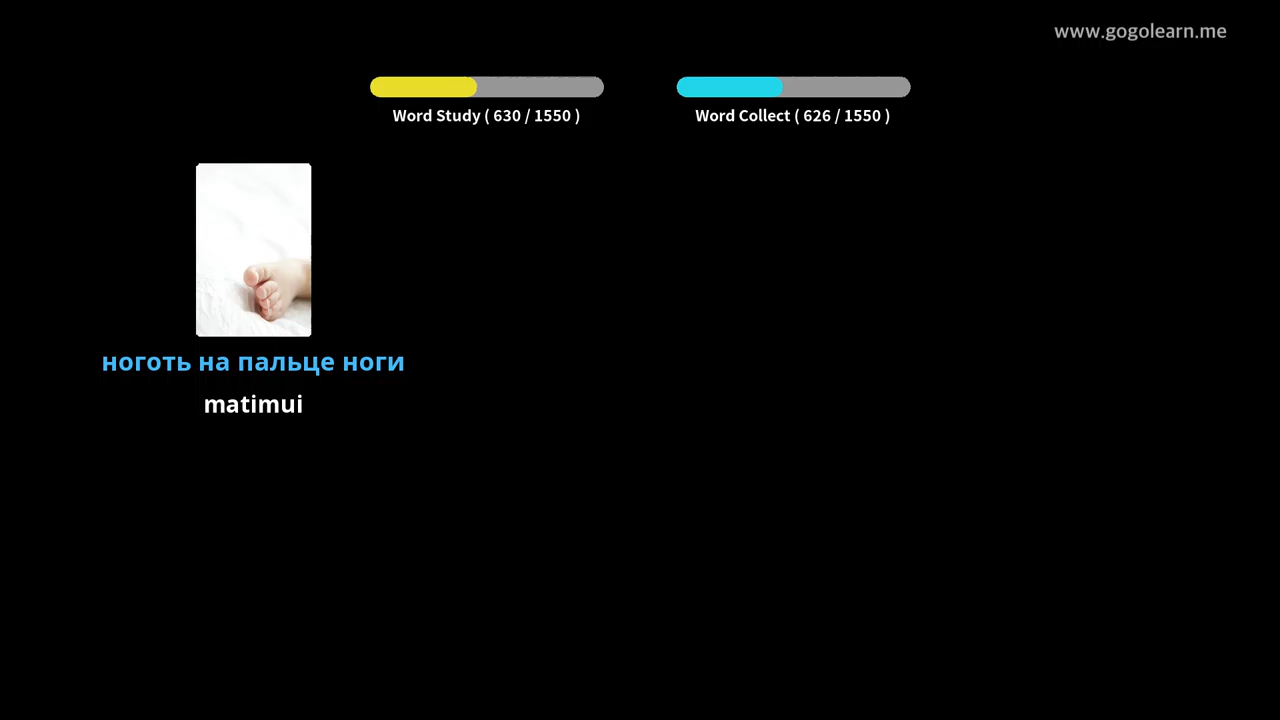 www.gogolearn.me
Word Study ( 630 / 1550 )
Word Collect ( 626 / 1550 )
ноготь на пальце ноги
matimui